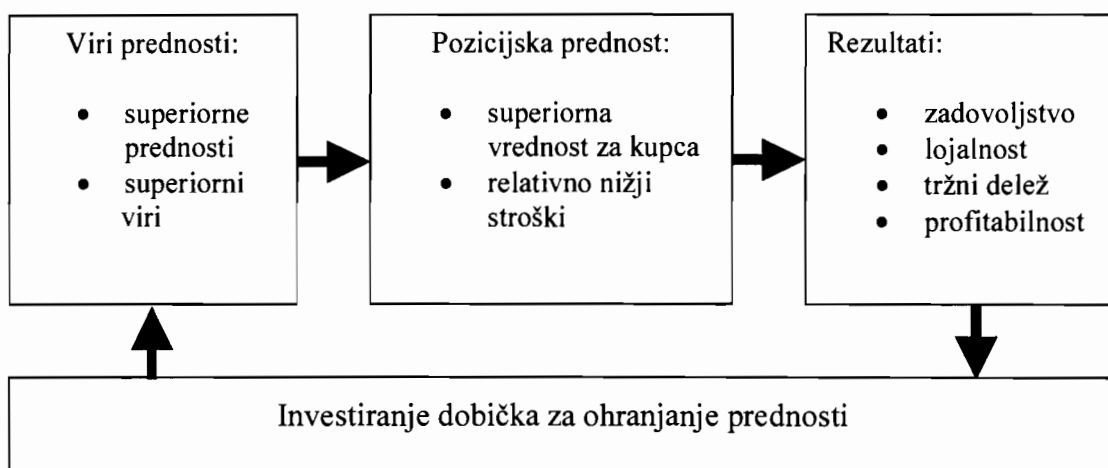 Viri prednosti:
• superiorne
prednosti
• superiorni
viri
Pozicijska prednost:
• superiorna
vrednost za kupca
• relativno nižji
stroški
Rezultati:
• zadovoljstvo
• lojalnost
• tržni delež
• profitabilnost
Investiranje dobička za ohranjanje prednosti